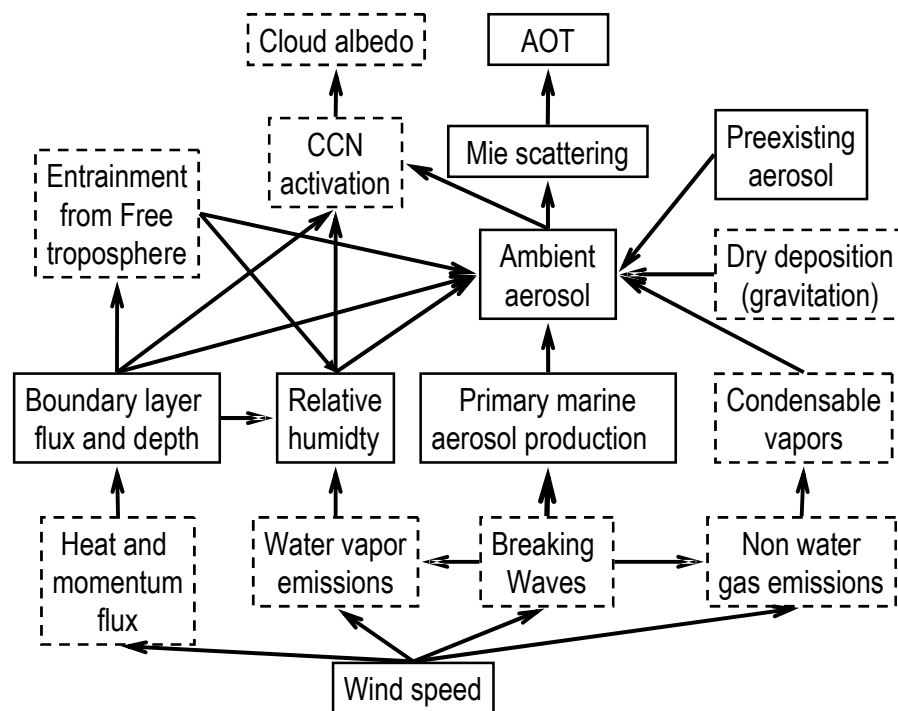 Cloud albedo
AOT
CCN
activation
Mie scattering
Preexisting
aerosol
Entrainment
from Free
troposphere
Ambient
aerosol
Dry deposition
(gravitation)
Boundary layer
flux and depth
Relative
humidty
Primary marine
aerosol production
Condensable
vapors
Heat and
momentum
flux
Water vapor
emissions
Breaking
Waves
Non water
gas emissions
Wind speed